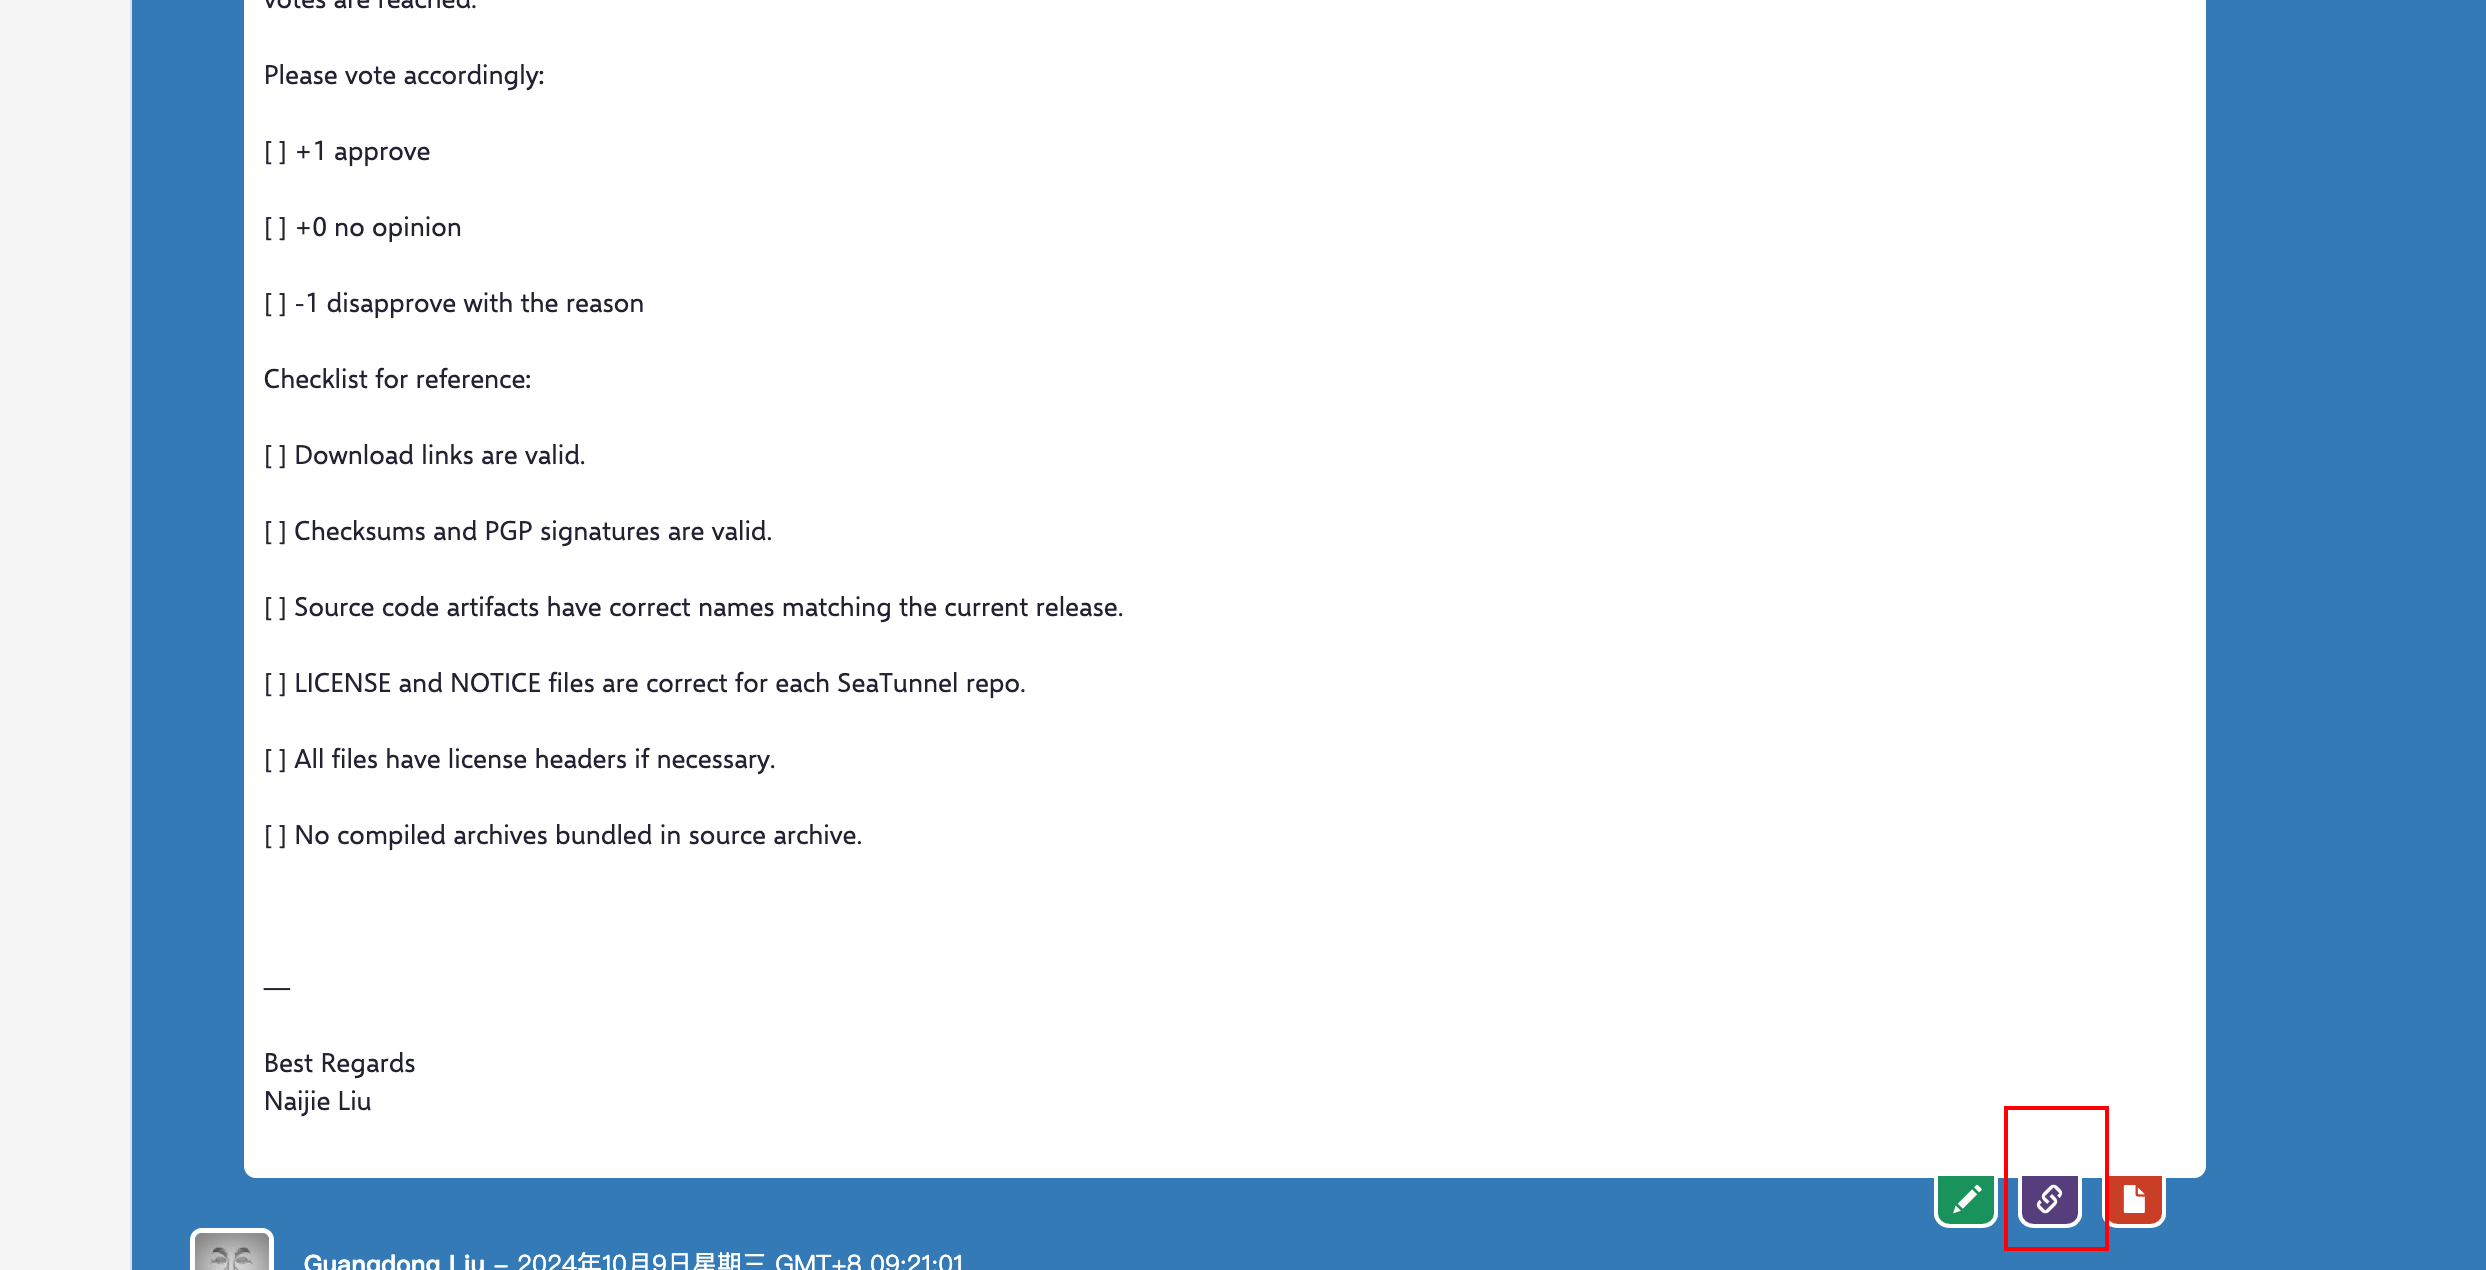 votes are reached.
Please vote accordingly:
[ ] +1 approve
[ ] +0 no opinion
[ ] -1 disapprove with the reason
Checklist for reference:
[ ] Download links are valid.
[ ] Checksums and PGP signatures are valid.
[ ] Source code artifacts have correct names matching the current release.
[ ] LICENSE and NOTICE files are correct for each SeaTunnel repo.
[ ] All files have license headers if necessary.
[ ] No compiled archives bundled in source archive.
—
Best Regards
Naijie Liu
Guangdong Liu – 2024年10月9日星期三 GMT+8 09:21:01